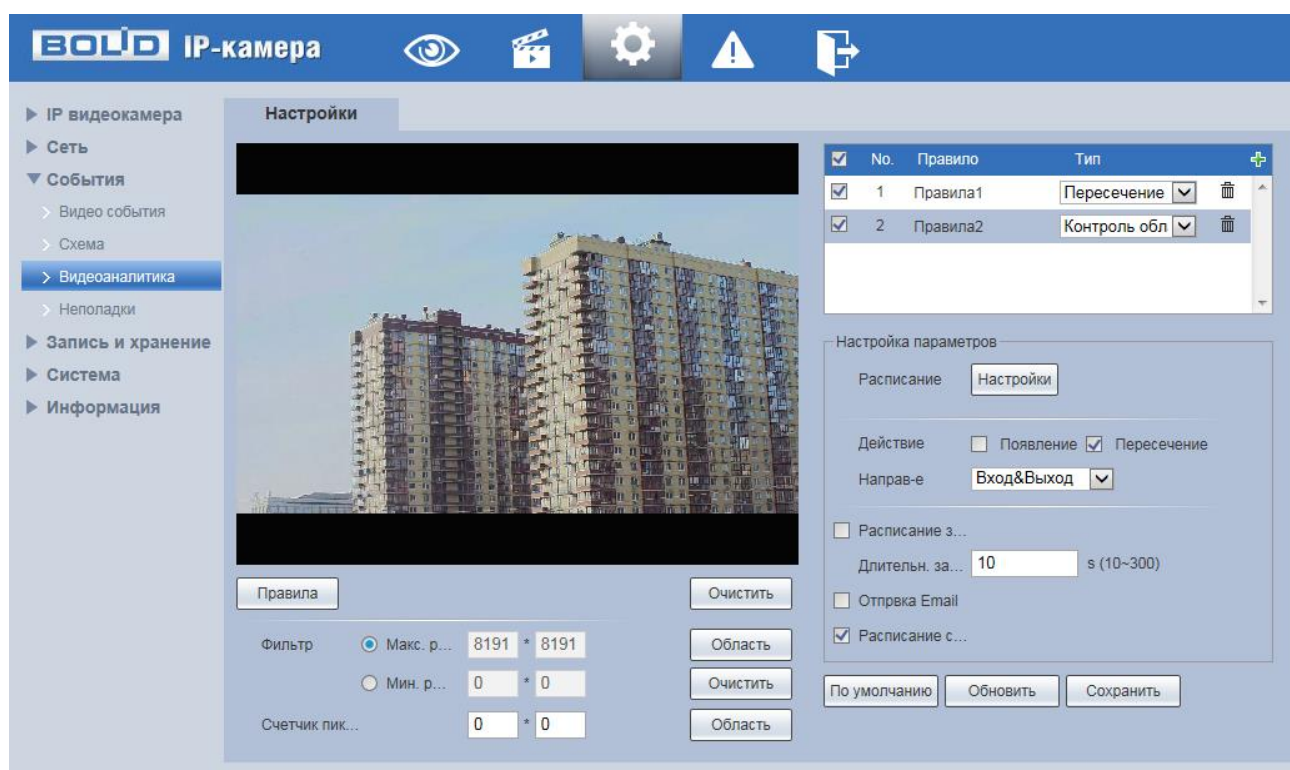 BOLID IP-камера
IP видеокамера
Сеть
События
Видео события
Схема
Видеоаналитика
Неполадки
Запись и хранение
Система
Информация
Настройки
No. Правило Тип
1 Правила1 Пересечение
2 Правила2 Контроль обл
Настройка параметров
Расписание Настройки
Действие Появление Пересечение
Направ-е Вход&Выход
Расписание з...
Длительн. за... 10 s (10~300)
Отпрвка Email
Расписание с...
По умолчанию Обновить Сохранить
Правила Очистить
Фильтр Макс. р... 8191 * 8191 Область
Мин. р... 0 * 0 Очистить
Счетчик пик... 0 * 0 Область